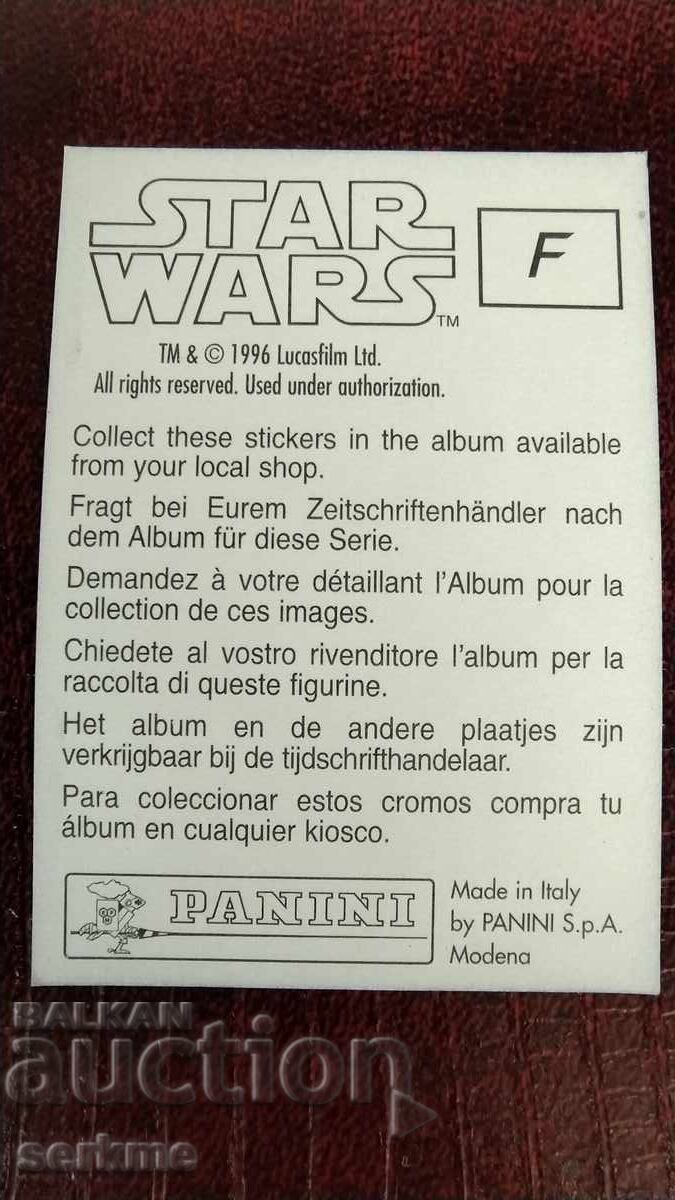 STAR
WARS™
F
TM & © 1996 Lucasfilm Ltd.
All rights reserved. Used under authorization.
Collect these stickers in the album available
from your local shop.
Fragt bei Eurem Zeitschriftenhändler nach
dem Album für diese Serie.
Demandez à votre détaillant l'Album pour la
collection de ces images.
Chiedete al vostro rivenditore l'album per la
raccolta di queste figurine.
Het album en de andere plaatjes zijn
verkrijgbaar bij de tijdschrifthandelaar.
Para coleccionar estos cromos compra tu
álbum en cualquier kiosco.
PANINI
Made in Italy
by PANINI S.p.A.
Modena
BALKAN
auction
serkme